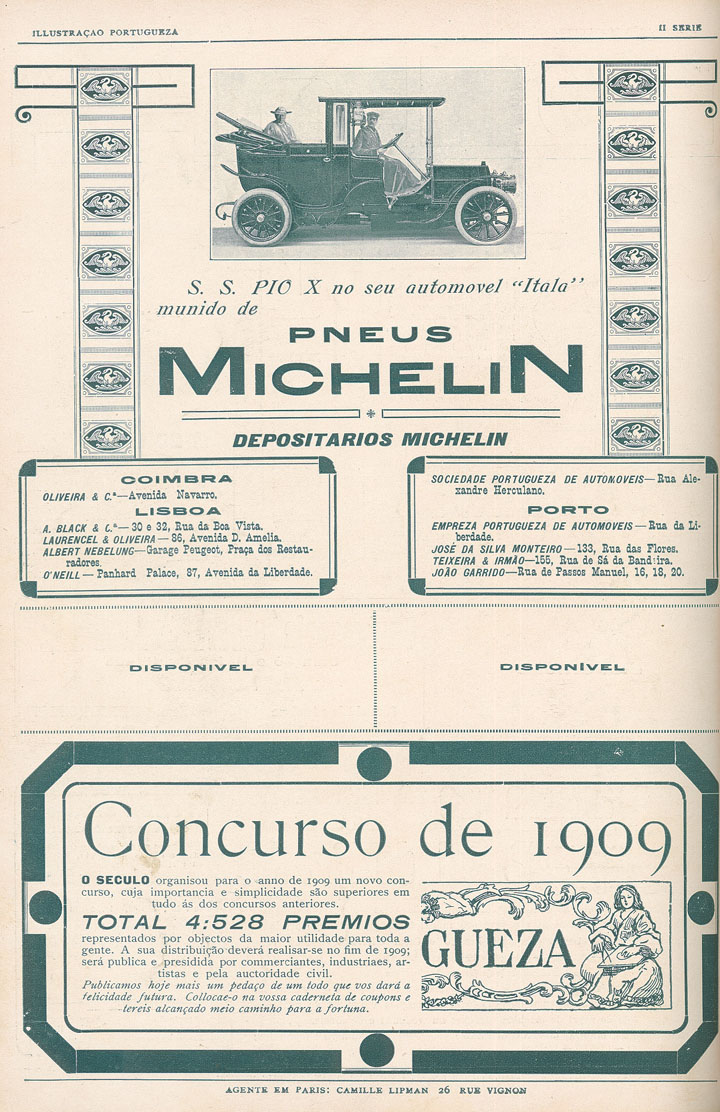 ILLUSTRAÇÃO PORTUGUEZA
II SERIE
S. S. PIO X no seu automovel “Itala”
munido de
PNEUS
MICHELIN
DEPOSITARIOS MICHELIN
COIMBRA
OLIVEIRA & C.ª—Avenida Navarro.
LISBOA
A. BLACK & C.ª—30 e 32, Rua da Boa Vista.
LAURENCEL & OLIVEIRA—86, Avenida D. Amelia.
ALBERT NEBELUNG—Garage Peugeot, Praça dos Restau-
radores.
O'NEILL—Panhard Palace, 87, Avenida da Liberdade.
SOCIEDADE PORTUGUEZA DE AUTOMOVEIS—Rua Ale-
xandre Herculano.
PORTO
EMPREZA PORTUGUEZA DE AUTOMOVEIS—Rua da Li-
berdade.
JOSÉ DA SILVA MONTEIRO—133, Rua das Flores.
TEIXEIRA & IRMÃO—155, Rua de Sá da Bandeira.
JOÃO GARRIDO—Rua de Passos Manuel, 16, 18, 20.
DISPONIVEL
DISPONÍVEL
Concurso de 1909
O SECULO organisou para o anno de 1909 um novo con-
curso, cuja importancia e simplicidade são superiores em
tudo ás dos concursos anteriores.
TOTAL 4:528 PREMIOS
representados por objectos da maior utilidade para toda a
gente. A sua distribuição deverá realisar-se no fim de 1909;
será publica e presidida por commerciantes, industriaes, ar-
tistas e pela auctoridade civil.
Publicamos hoje mais um pedaço de um todo que vos dará a
felicidade futura. Collocae-o na vossa caderneta de coupons e
tereis alcançado meio caminho para a fortuna.
GUEZA
AGENTE EM PARIS: CAMILLE LIPMAN 26 RUE VIGNON